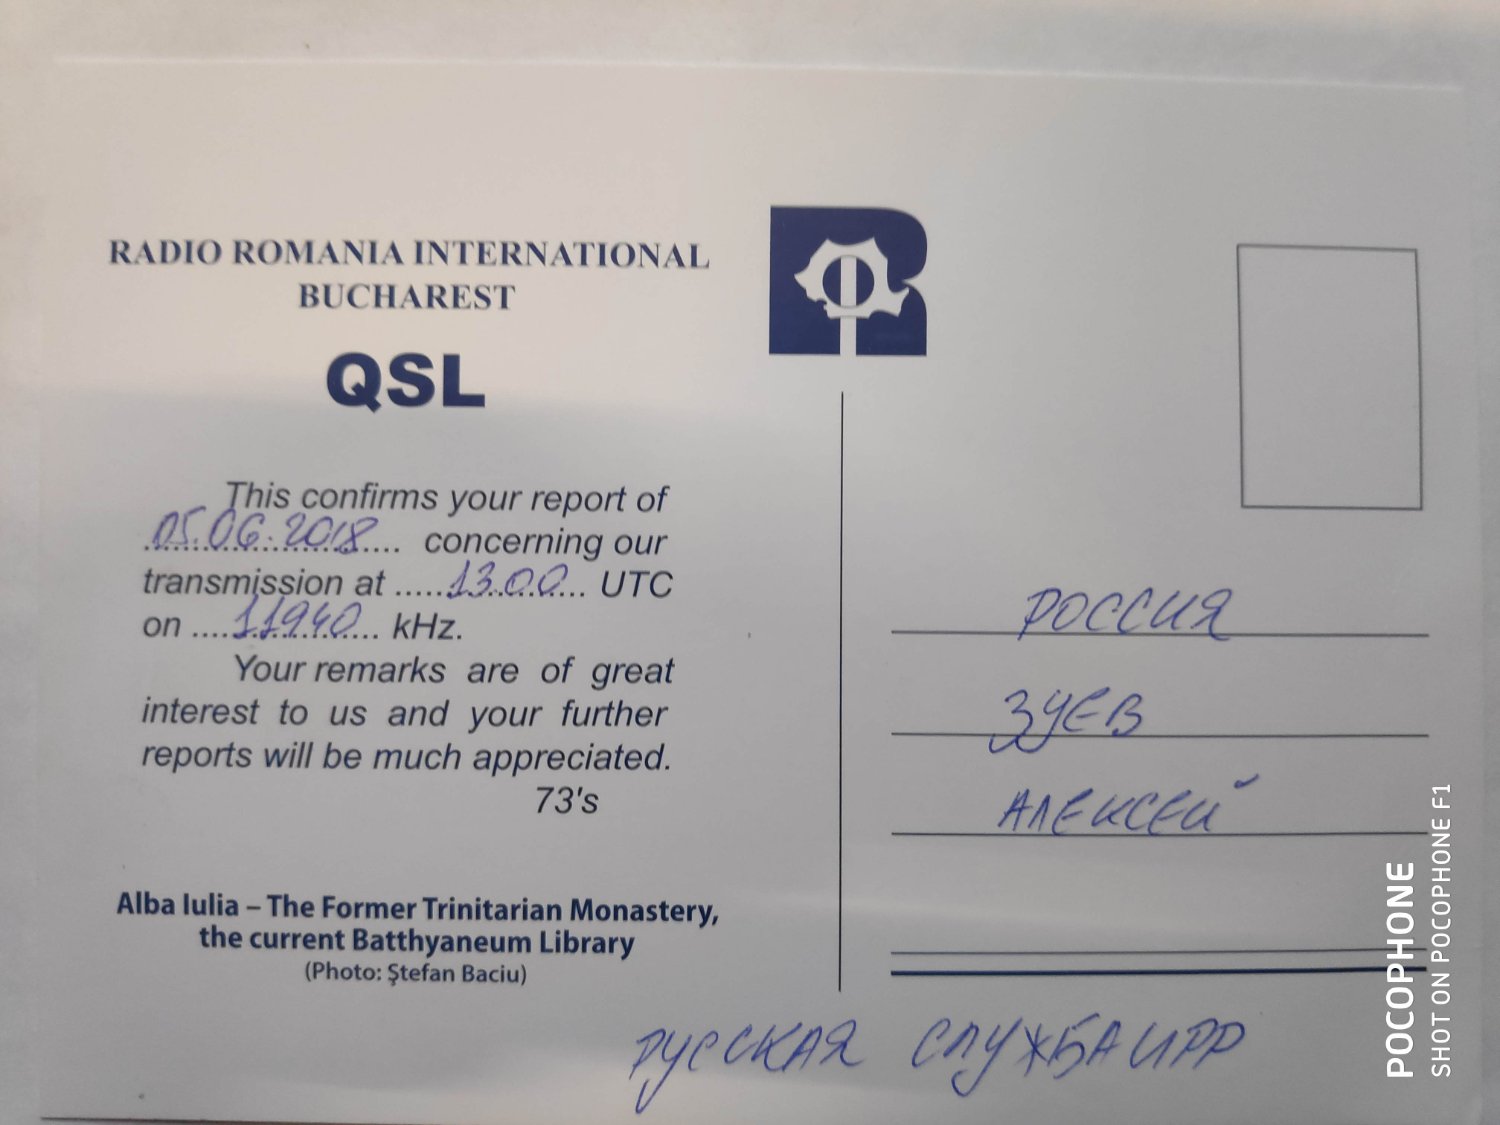 RADIO ROMANIA INTERNATIONAL
BUCHAREST
QSL
This confirms your report of
05.06.2018 concerning our
transmission at 13.00 UTC
on 11940 kHz.
Your remarks are of great
interest to us and your further
reports will be much appreciated.
73's
Alba Iulia – The Former Trinitarian Monastery,
the current Batthyaneum Library
(Photo: Ştefan Baciu)
РОССИЯ
ЗУЕВ
АЛЕКСЕЙ
РУССКАЯ СЛУЖБА ИРР
POCOPHONE
SHOT ON POCOPHONE F1